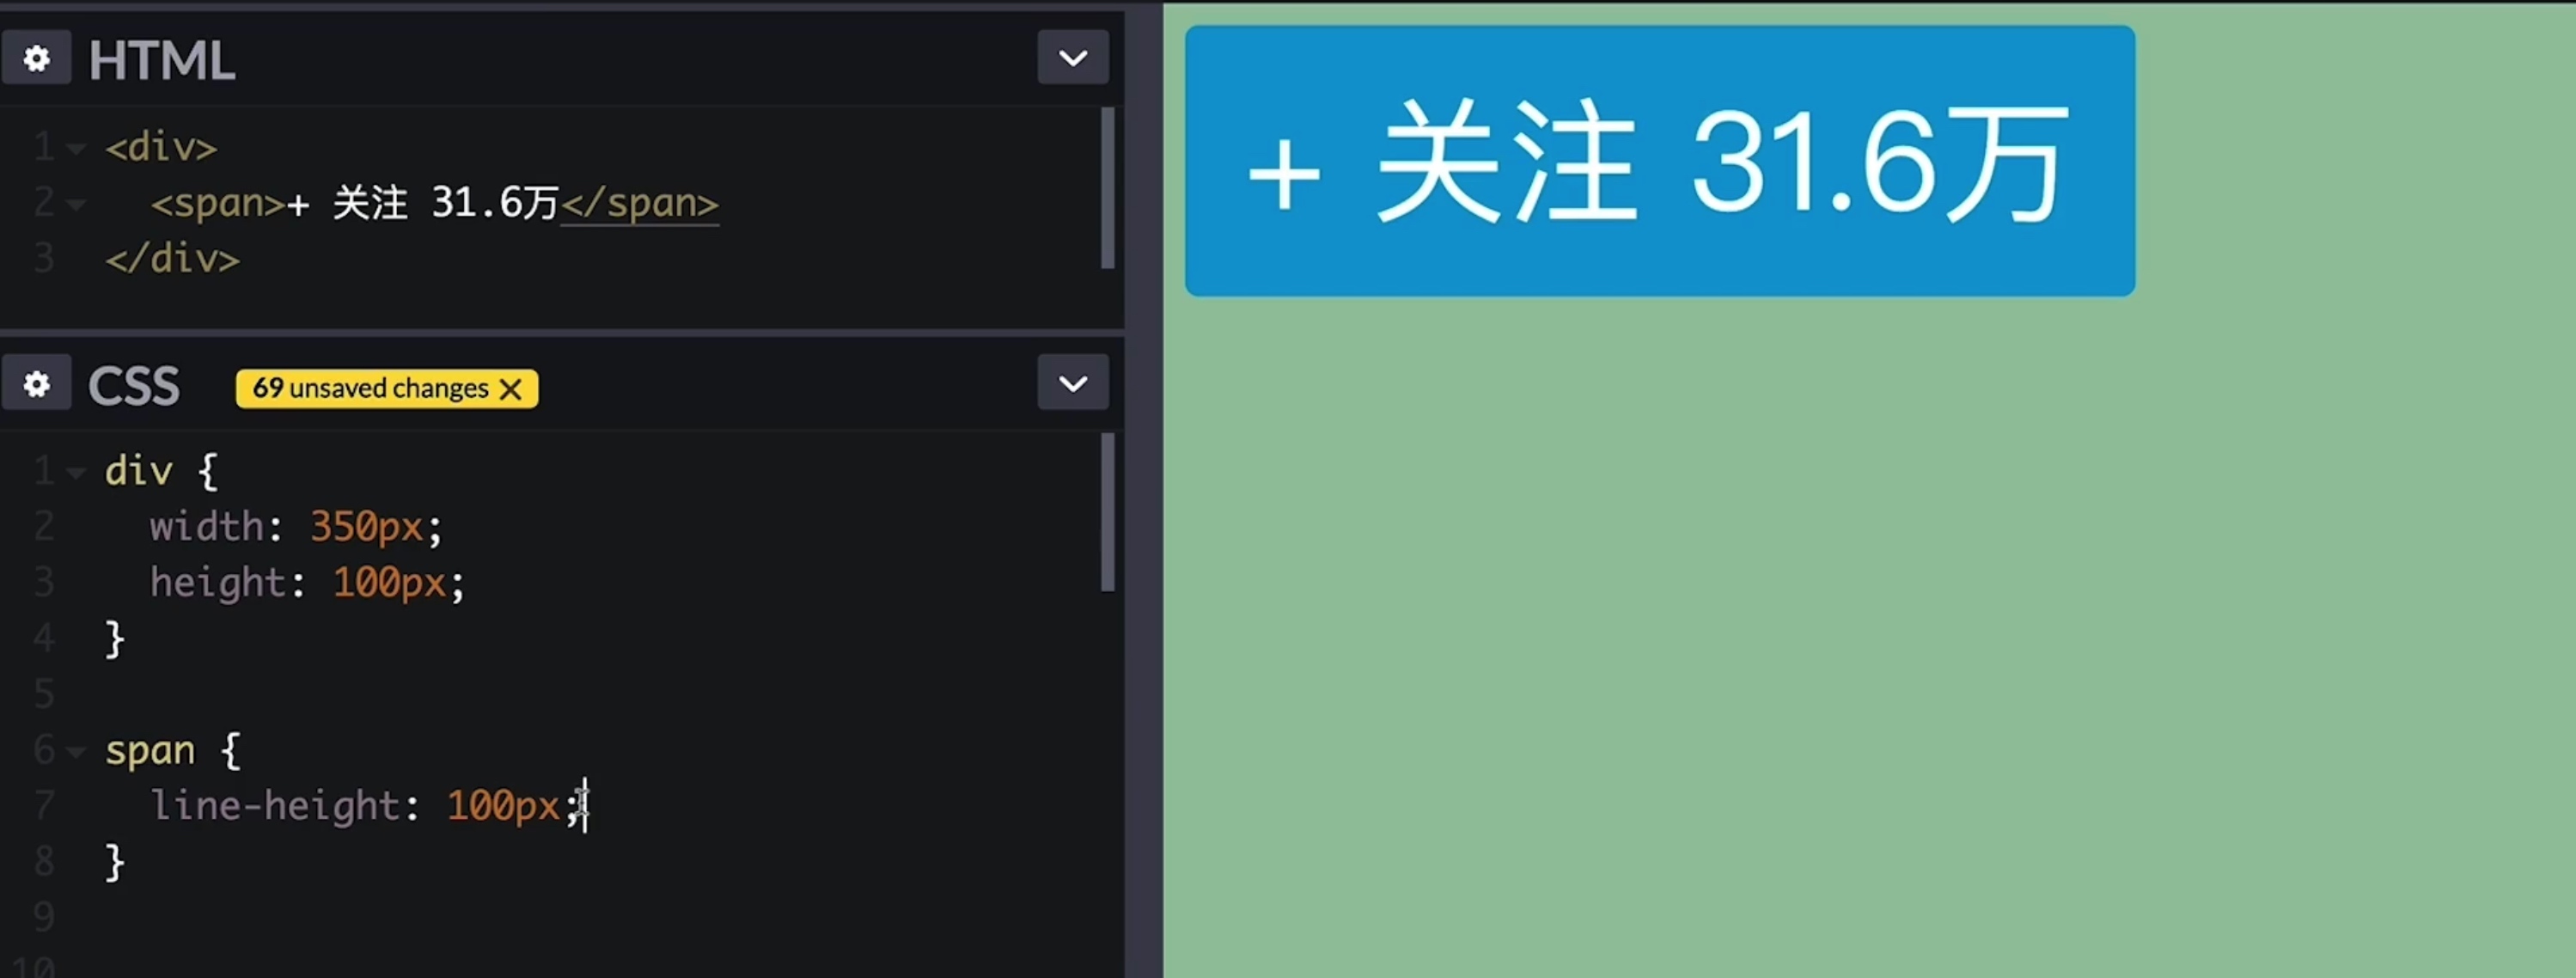 HTML
1 <div>
2 <span>+ 关注 31.6万</span>
3 </div>
CSS 69 unsaved changes
1 div {
2 width: 350px;
3 height: 100px;
4 }
5
6 span {
7 line-height: 100px;
8 }
9
10
+ 关注 31.6万